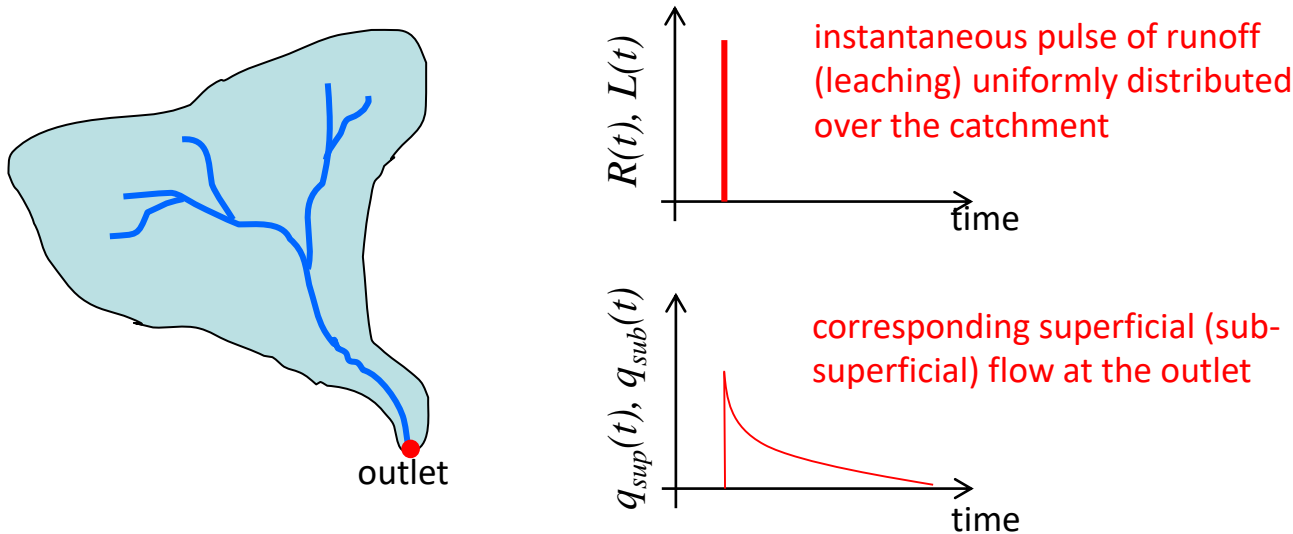 outlet
R(t), L(t)
instantaneous pulse of runoff
(leaching) uniformly distributed
over the catchment
time
q_sup(t), q_sub(t)
corresponding superficial (sub-
superficial) flow at the outlet
time